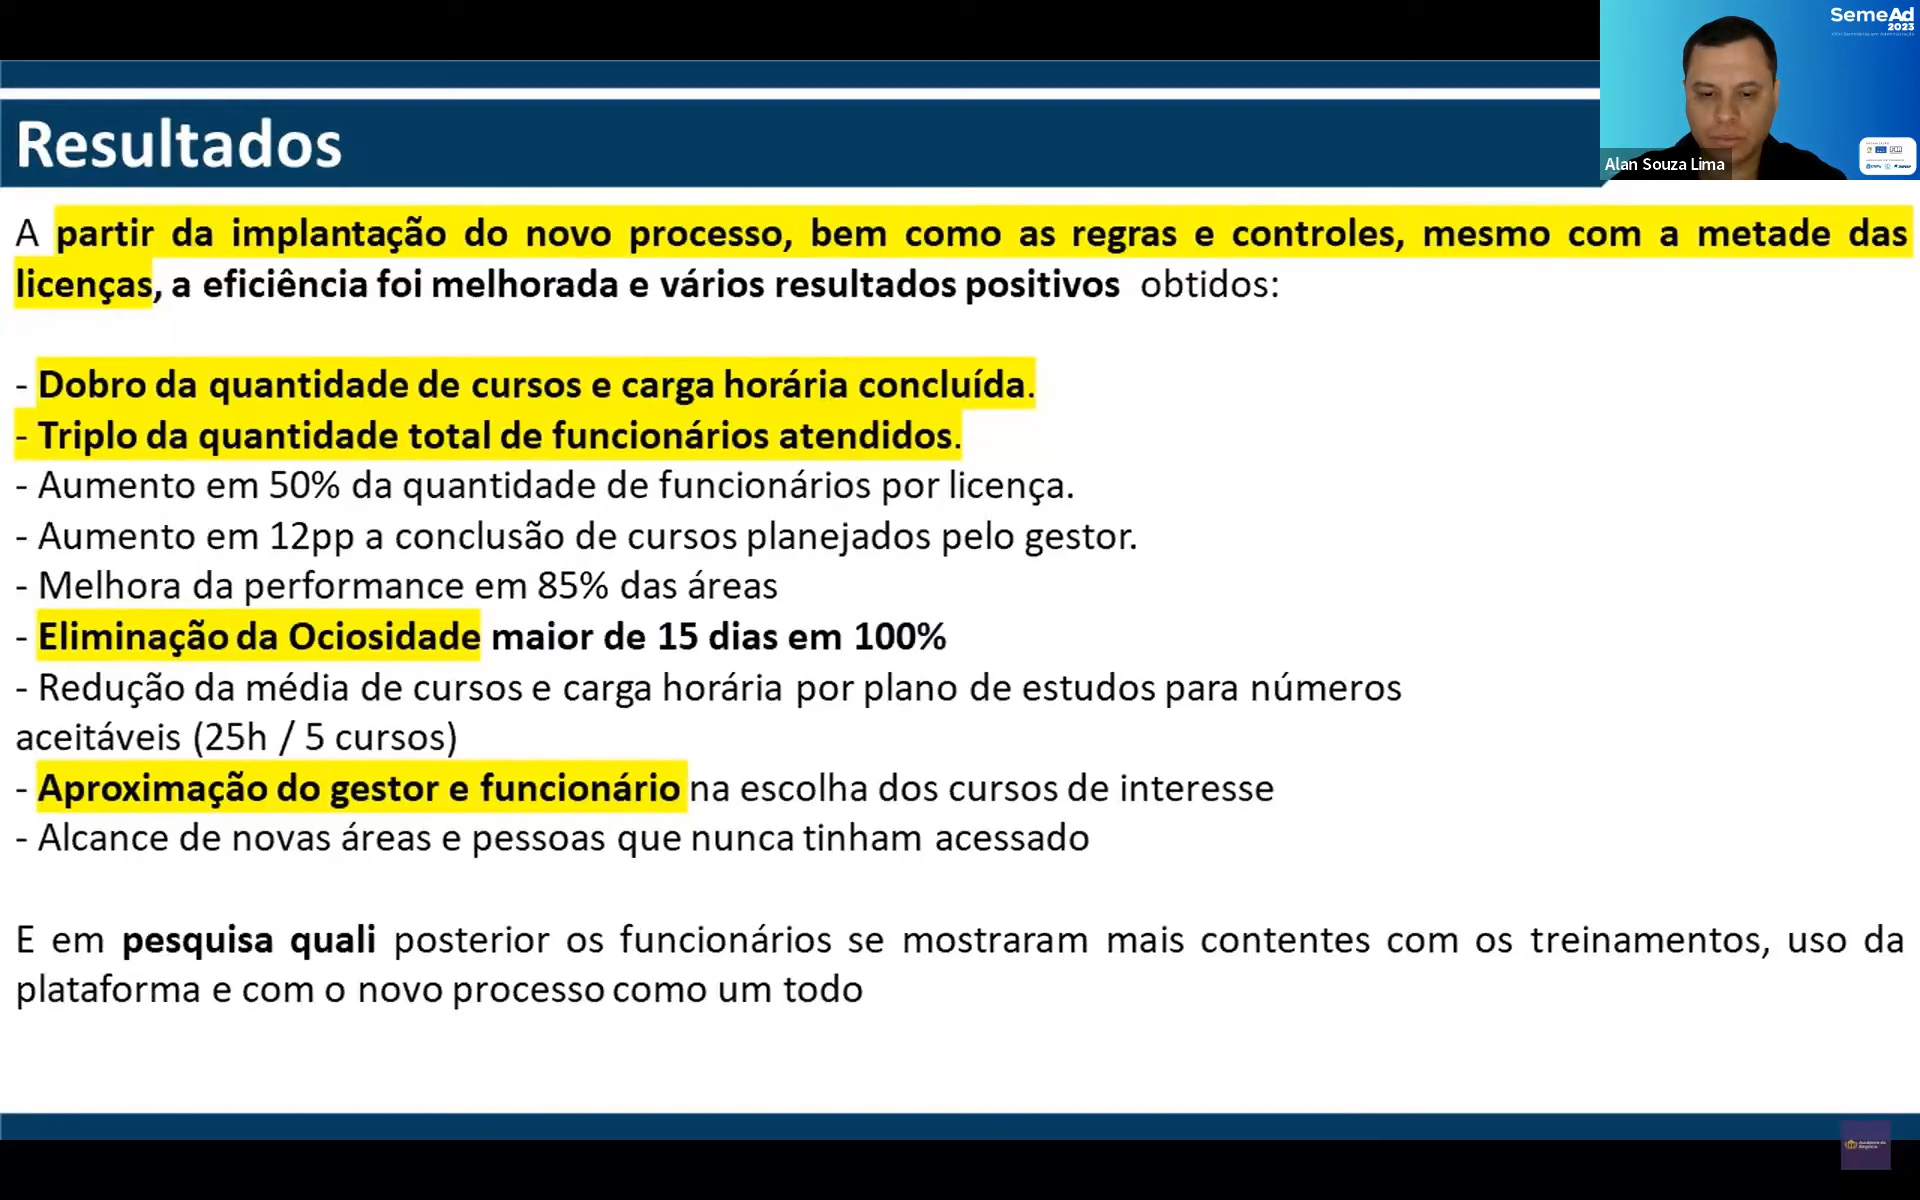 SemeAd
2023
Alan Souza Lima
Resultados
A partir da implantação do novo processo, bem como as regras e controles, mesmo com a metade das
licenças, a eficiência foi melhorada e vários resultados positivos obtidos:
- Dobro da quantidade de cursos e carga horária concluída.
- Triplo da quantidade total de funcionários atendidos.
- Aumento em 50% da quantidade de funcionários por licença.
- Aumento em 12pp a conclusão de cursos planejados pelo gestor.
- Melhora da performance em 85% das áreas
- Eliminação da Ociosidade maior de 15 dias em 100%
- Redução da média de cursos e carga horária por plano de estudos para números
aceitáveis (25h / 5 cursos)
- Aproximação do gestor e funcionário na escolha dos cursos de interesse
- Alcance de novas áreas e pessoas que nunca tinham acessado
E em pesquisa quali posterior os funcionários se mostraram mais contentes com os treinamentos, uso da
plataforma e com o novo processo como um todo